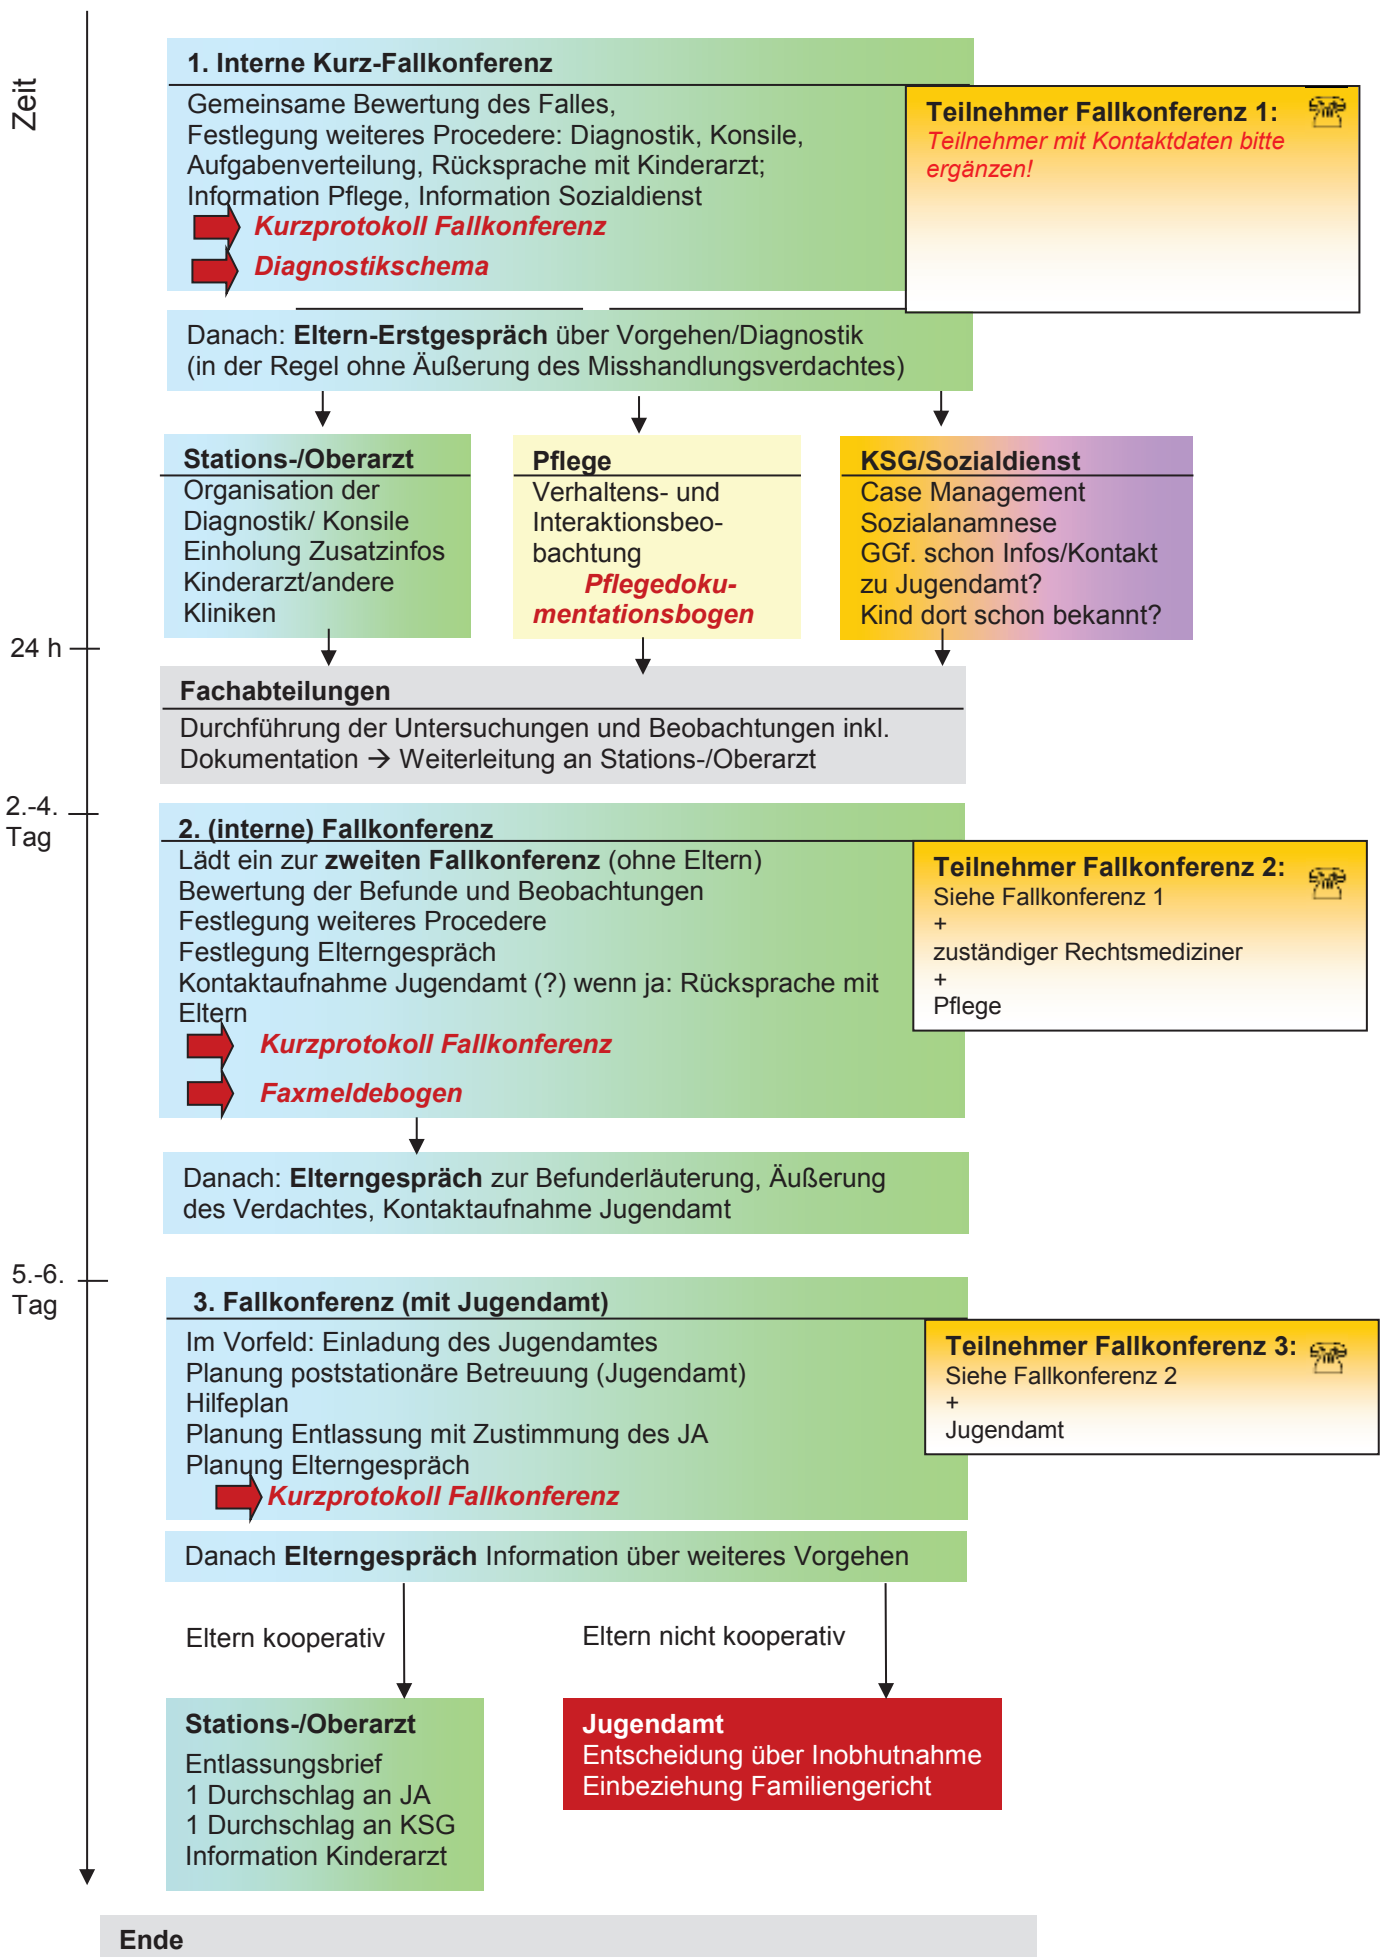 Zeit
1. Interne Kurz-Fallkonferenz
Gemeinsame Bewertung des Falles,
Festlegung weiteres Procedere: Diagnostik, Konsile,
Aufgabenverteilung, Rücksprache mit Kinderarzt;
Information Pflege, Information Sozialdienst
Kurzprotokoll Fallkonferenz
Diagnostikschema
Teilnehmer Fallkonferenz 1:
Teilnehmer mit Kontaktdaten bitte
ergänzen!
Danach: Eltern-Erstgespräch über Vorgehen/Diagnostik
(in der Regel ohne Äußerung des Misshandlungsverdachtes)
Stations-/Oberarzt
Organisation der
Diagnostik/ Konsile
Einholung Zusatzinfos
Kinderarzt/andere
Kliniken
Pflege
Verhaltens- und
Interaktionsbeo-
bachtung
Pflegedoku-
mentationsbogen
KSG/Sozialdienst
Case Management
Sozialanamnese
GGf. schon Infos/Kontakt
zu Jugendamt?
Kind dort schon bekannt?
24 h
Fachabteilungen
Durchführung der Untersuchungen und Beobachtungen inkl.
Dokumentation → Weiterleitung an Stations-/Oberarzt
2.-4.
Tag
2. (interne) Fallkonferenz
Lädt ein zur zweiten Fallkonferenz (ohne Eltern)
Bewertung der Befunde und Beobachtungen
Festlegung weiteres Procedere
Festlegung Elterngespräch
Kontaktaufnahme Jugendamt (?) wenn ja: Rücksprache mit
Eltern
Kurzprotokoll Fallkonferenz
Faxmeldebogen
Teilnehmer Fallkonferenz 2:
Siehe Fallkonferenz 1
+
zuständiger Rechtsmediziner
+
Pflege
Danach: Elterngespräch zur Befunderläuterung, Äußerung
des Verdachtes, Kontaktaufnahme Jugendamt
5.-6.
Tag
3. Fallkonferenz (mit Jugendamt)
Im Vorfeld: Einladung des Jugendamtes
Planung poststationäre Betreuung (Jugendamt)
Hilfeplan
Planung Entlassung mit Zustimmung des JA
Planung Elterngespräch
Kurzprotokoll Fallkonferenz
Teilnehmer Fallkonferenz 3:
Siehe Fallkonferenz 2
+
Jugendamt
Danach Elterngespräch Information über weiteres Vorgehen
Eltern kooperativ
Eltern nicht kooperativ
Stations-/Oberarzt
Entlassungsbrief
1 Durchschlag an JA
1 Durchschlag an KSG
Information Kinderarzt
Jugendamt
Entscheidung über Inobhutnahme
Einbeziehung Familiengericht
Ende